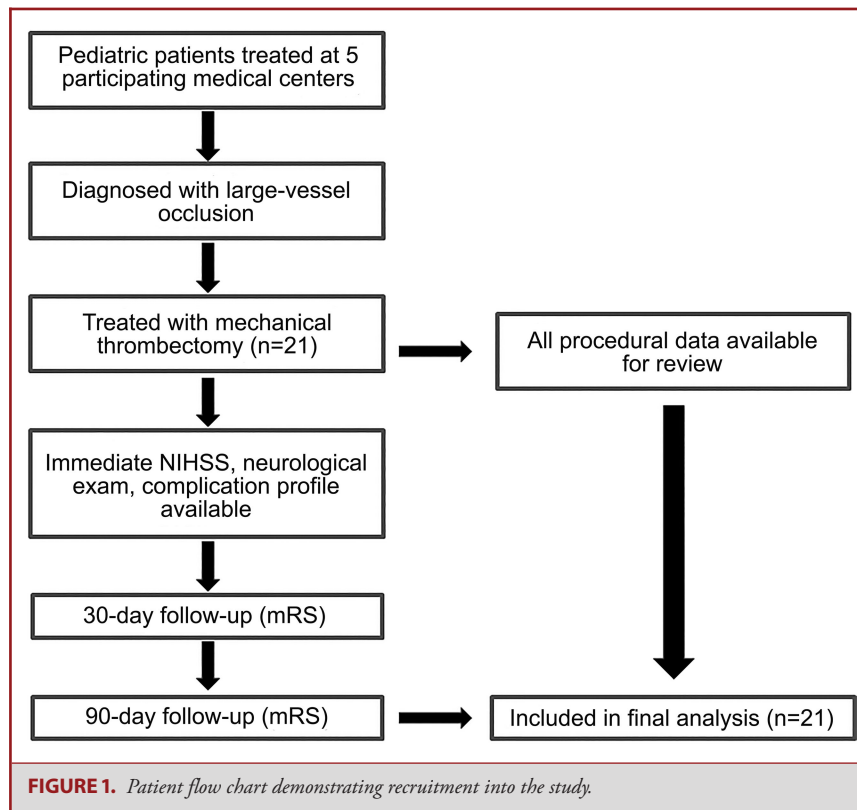 Pediatric patients treated at 5
participating medical centers
Diagnosed with large-vessel
occlusion
Treated with mechanical
thrombectomy (n=21)
All procedural data available
for review
Immediate NIHSS, neurological
exam, complication profile
available
30-day follow-up (mRS)
90-day follow-up (mRS)
Included in final analysis (n=21)
FIGURE 1. Patient flow chart demonstrating recruitment into the study.